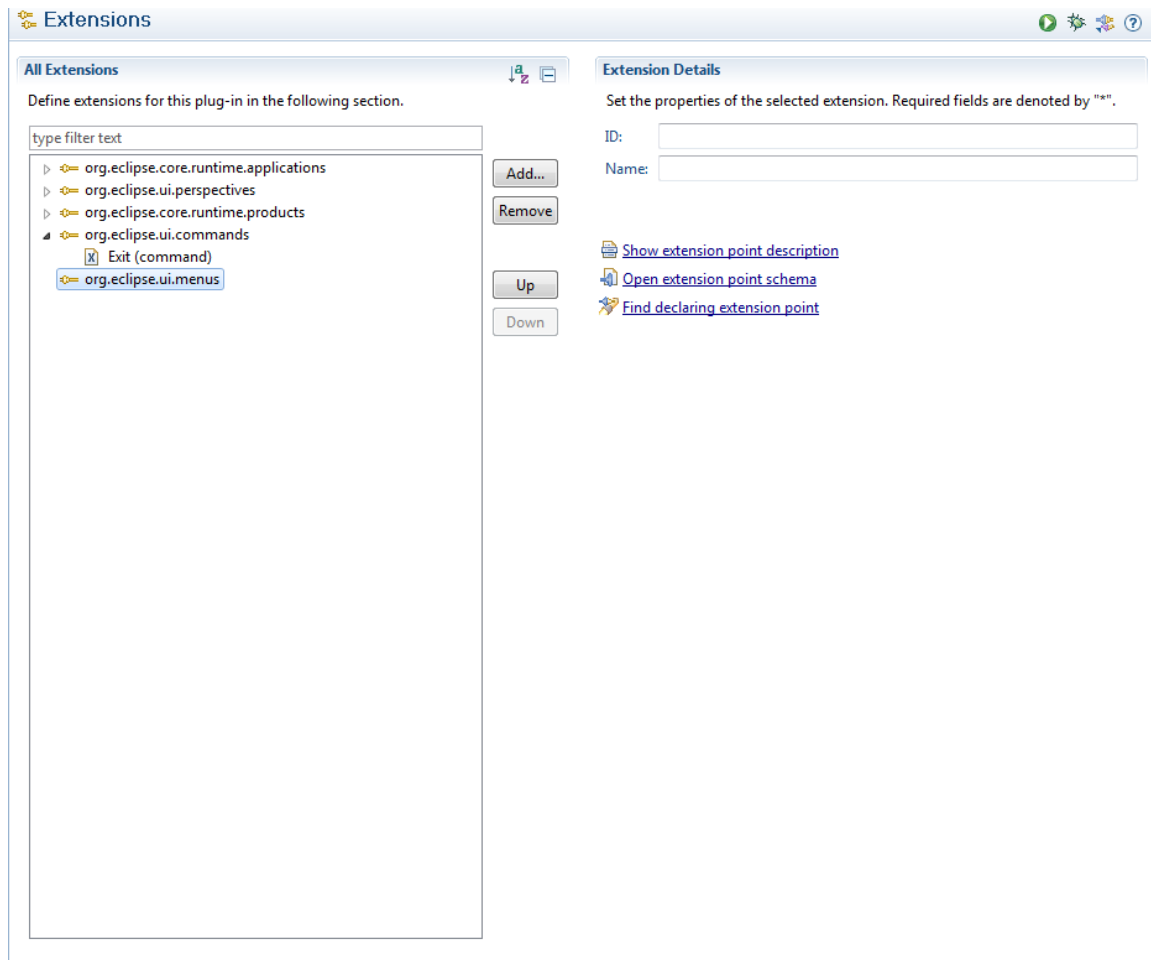 Extensions
All Extensions
Define extensions for this plug-in in the following section.
type filter text
org.eclipse.core.runtime.applications
org.eclipse.ui.perspectives
org.eclipse.core.runtime.products
org.eclipse.ui.commands
Exit (command)
org.eclipse.ui.menus
Add...
Remove
Up
Down
Extension Details
Set the properties of the selected extension. Required fields are denoted by "*".
ID:
Name:
Show extension point description
Open extension point schema
Find declaring extension point